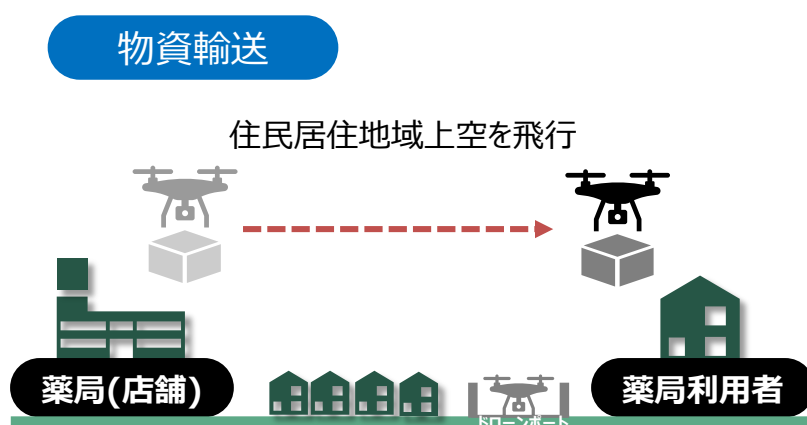 物資輸送
住民居住地域上空を飛行
薬局(店舗)
薬局利用者
ドローンポート